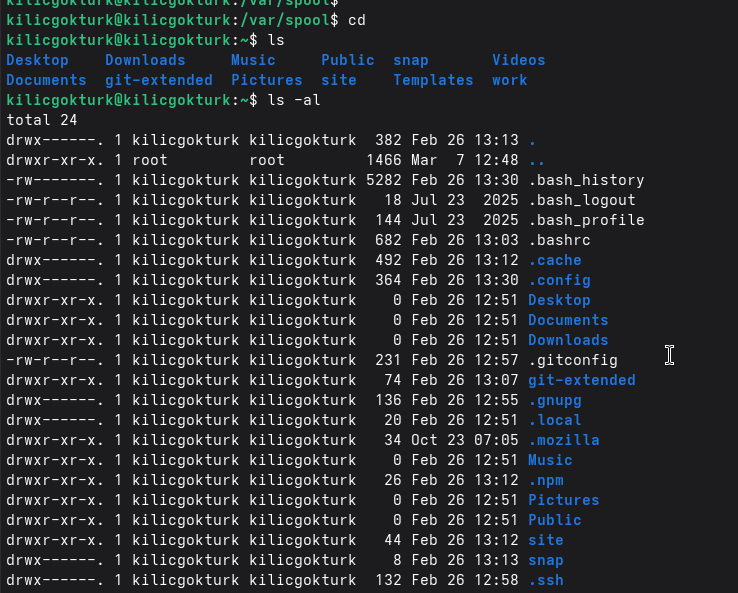 kilicgokturk@kilicgokturk:/var/spool$
kilicgokturk@kilicgokturk:/var/spool$ cd
kilicgokturk@kilicgokturk:~$ ls
Desktop    Downloads     Music     Public  snap       Videos
Documents  git-extended  Pictures  site    Templates  work
kilicgokturk@kilicgokturk:~$ ls -al
total 24
drwx------. 1 kilicgokturk kilicgokturk  382 Feb 26 13:13 .
drwxr-xr-x. 1 root         root         1466 Mar  7 12:48 ..
-rw-------. 1 kilicgokturk kilicgokturk 5282 Feb 26 13:30 .bash_history
-rw-r--r--. 1 kilicgokturk kilicgokturk   18 Jul 23  2025 .bash_logout
-rw-r--r--. 1 kilicgokturk kilicgokturk  144 Jul 23  2025 .bash_profile
-rw-r--r--. 1 kilicgokturk kilicgokturk  682 Feb 26 13:03 .bashrc
drwx------. 1 kilicgokturk kilicgokturk  492 Feb 26 13:12 .cache
drwx------. 1 kilicgokturk kilicgokturk  364 Feb 26 13:30 .config
drwxr-xr-x. 1 kilicgokturk kilicgokturk    0 Feb 26 12:51 Desktop
drwxr-xr-x. 1 kilicgokturk kilicgokturk    0 Feb 26 12:51 Documents
drwxr-xr-x. 1 kilicgokturk kilicgokturk    0 Feb 26 12:51 Downloads
-rw-r--r--. 1 kilicgokturk kilicgokturk  231 Feb 26 12:57 .gitconfig
drwxr-xr-x. 1 kilicgokturk kilicgokturk   74 Feb 26 13:07 git-extended
drwx------. 1 kilicgokturk kilicgokturk  136 Feb 26 12:55 .gnupg
drwx------. 1 kilicgokturk kilicgokturk   20 Feb 26 12:51 .local
drwxr-xr-x. 1 kilicgokturk kilicgokturk   34 Oct 23 07:05 .mozilla
drwxr-xr-x. 1 kilicgokturk kilicgokturk    0 Feb 26 12:51 Music
drwxr-xr-x. 1 kilicgokturk kilicgokturk   26 Feb 26 13:12 .npm
drwxr-xr-x. 1 kilicgokturk kilicgokturk    0 Feb 26 12:51 Pictures
drwxr-xr-x. 1 kilicgokturk kilicgokturk    0 Feb 26 12:51 Public
drwxr-xr-x. 1 kilicgokturk kilicgokturk   44 Feb 26 13:12 site
drwx------. 1 kilicgokturk kilicgokturk    8 Feb 26 13:13 snap
drwx------. 1 kilicgokturk kilicgokturk  132 Feb 26 12:58 .ssh